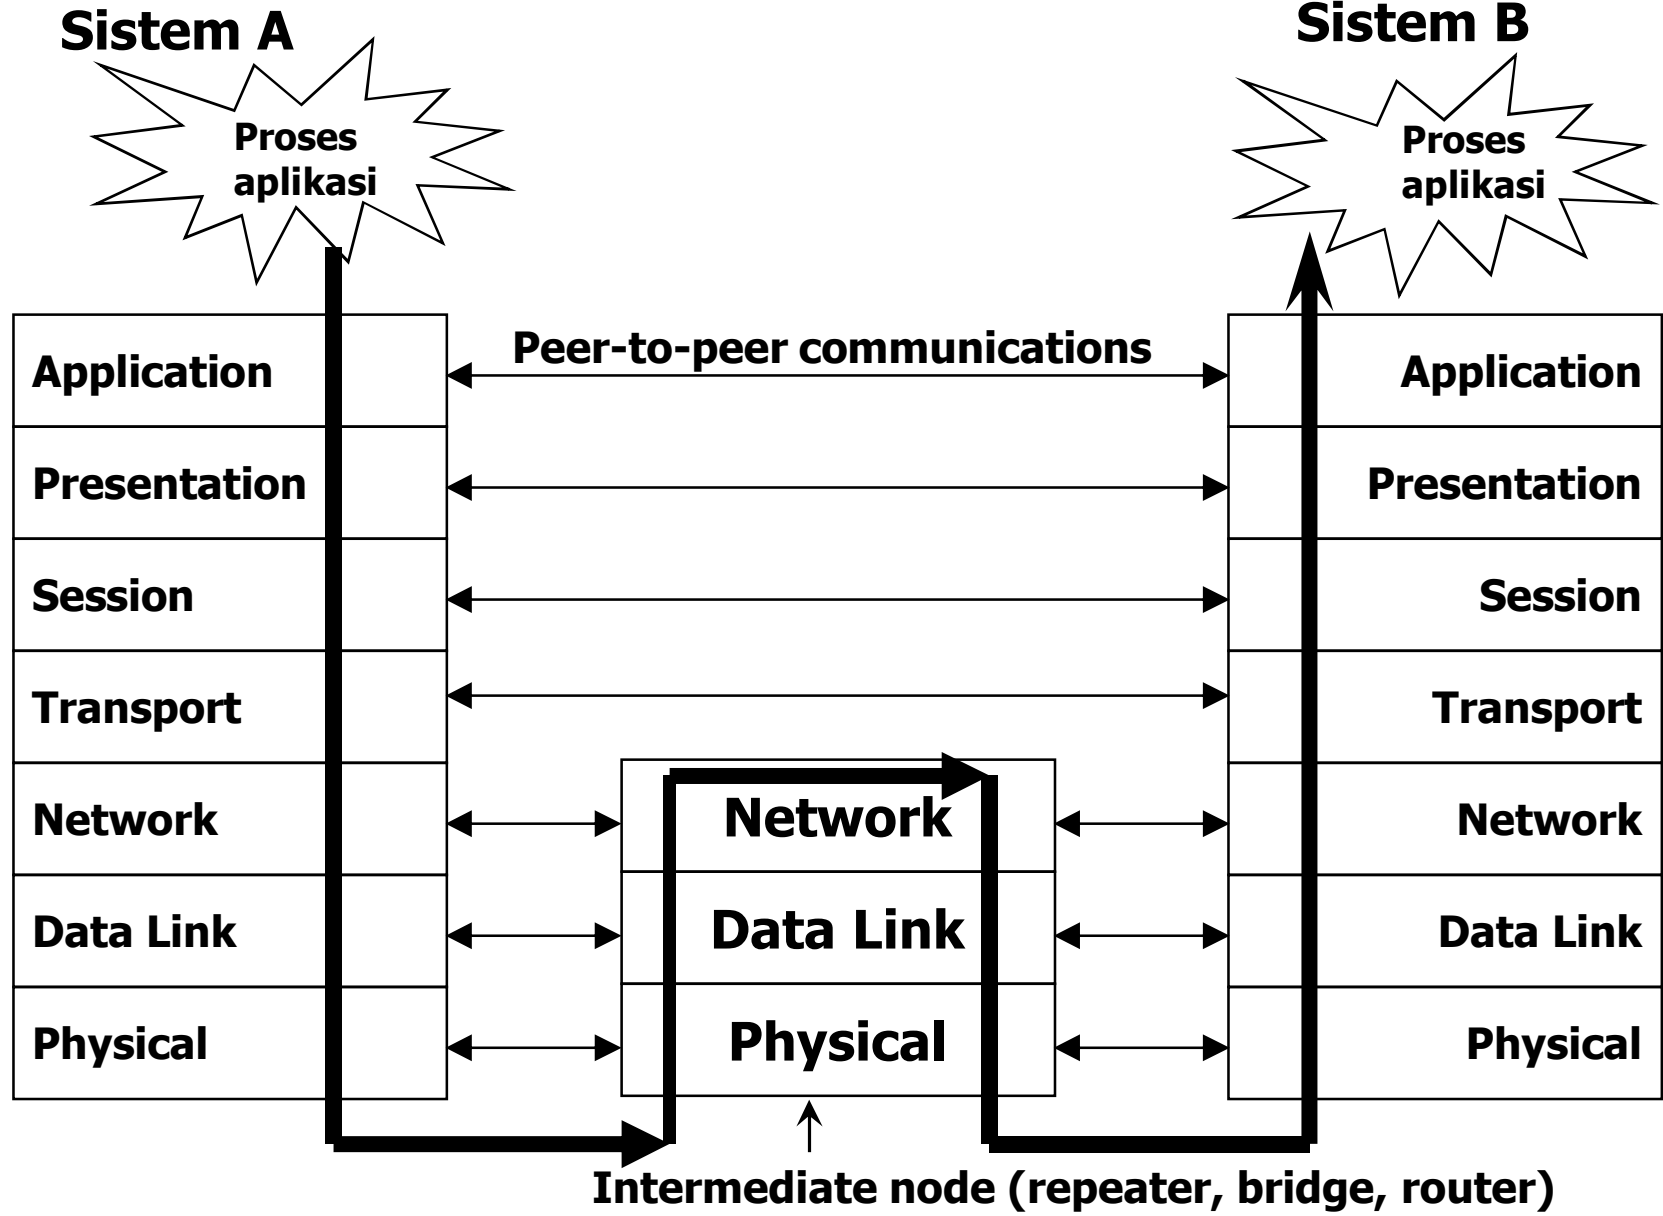 Sistem A
Sistem B
Proses
aplikasi
Proses
aplikasi
Peer-to-peer communications
Application
Presentation
Session
Transport
Network
Data Link
Physical
Network
Data Link
Physical
Application
Presentation
Session
Transport
Network
Data Link
Physical
Intermediate node (repeater, bridge, router)